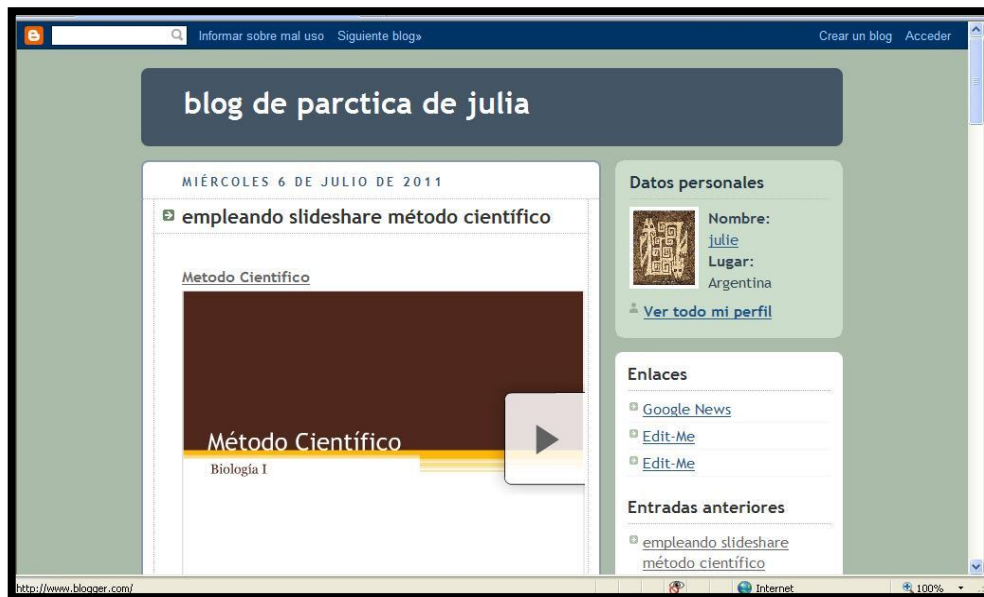 Informar sobre mal uso Siguiente blog» Crear un blog Acceder
blog de parctica de julia
MIÉRCOLES 6 DE JULIO DE 2011
empleando slideshare método científico
Metodo Cientifico
Método Científico
Biología I
Datos personales
Nombre:
julie
Lugar:
Argentina
Ver todo mi perfil
Enlaces
Google News
Edit-Me
Edit-Me
Entradas anteriores
empleando slideshare
método científico
http://www.blogger.com/ Internet 100%